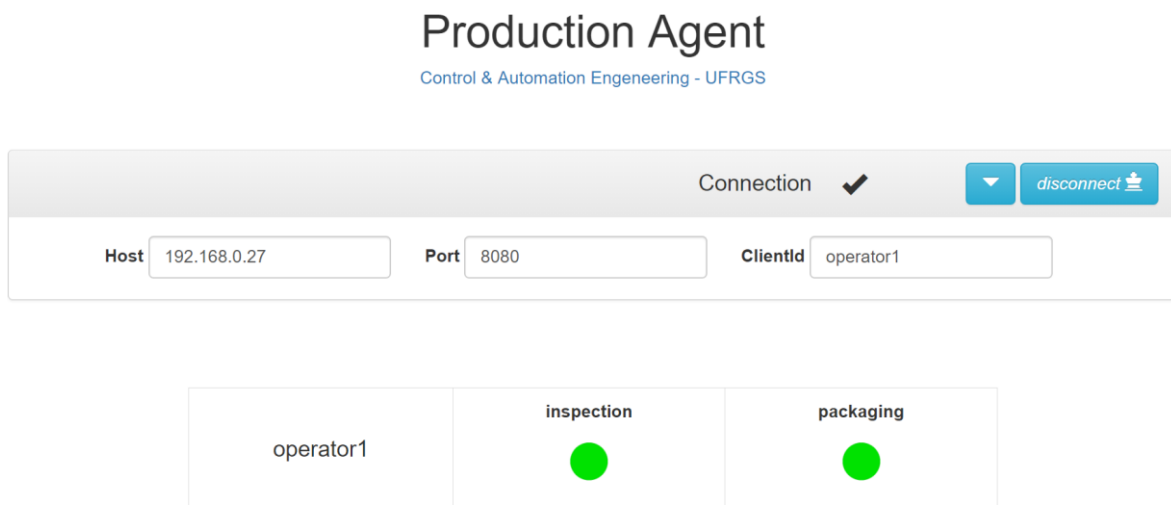 Production Agent
Control & Automation Engeneering - UFRGS
Connection disconnect
Host 192.168.0.27 Port 8080 ClientId operator1
inspection packaging
operator1